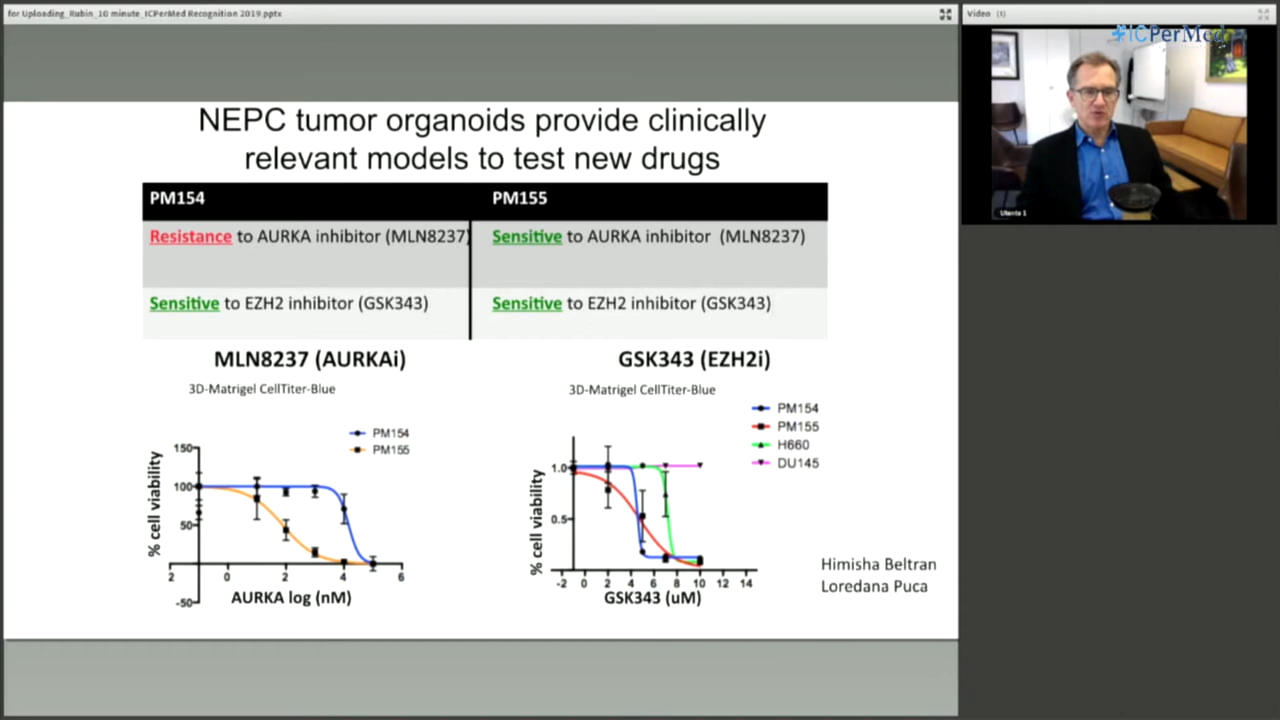 for Uploading_Rubin_10 minute_ICPerMed Recognition 2019.pptx
Video (1)
ICPerMed
Utente 1
NEPC tumor organoids provide clinically
relevant models to test new drugs
PM154 PM155
Resistance to AURKA inhibitor (MLN8237) Sensitive to AURKA inhibitor (MLN8237)
Sensitive to EZH2 inhibitor (GSK343) Sensitive to EZH2 inhibitor (GSK343)
MLN8237 (AURKAi)
3D-Matrigel CellTiter-Blue
PM154
PM155
% cell viability
150
100
50
-50
2 0 2 4 6
AURKA log (nM)
GSK343 (EZH2i)
3D-Matrigel CellTiter-Blue
PM154
PM155
H660
DU145
% cell viability
1.0
0.5
-2 0 2 4 6 8 10 12 14
GSK343 (uM)
Himisha Beltran
Loredana Puca